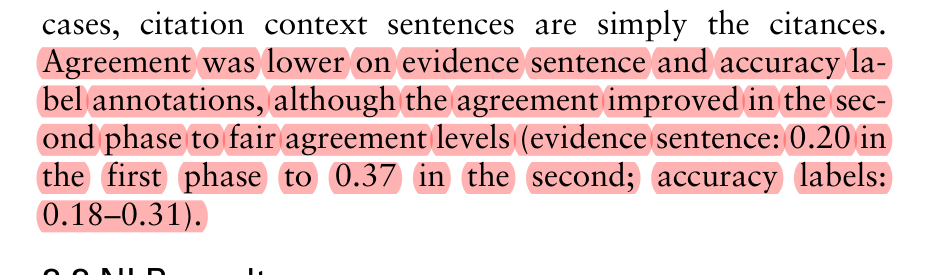 cases, citation context sentences are simply the citances.
Agreement was lower on evidence sentence and accuracy la-
bel annotations, although the agreement improved in the sec-
ond phase to fair agreement levels (evidence sentence: 0.20 in
the first phase to 0.37 in the second; accuracy labels:
0.18–0.31).